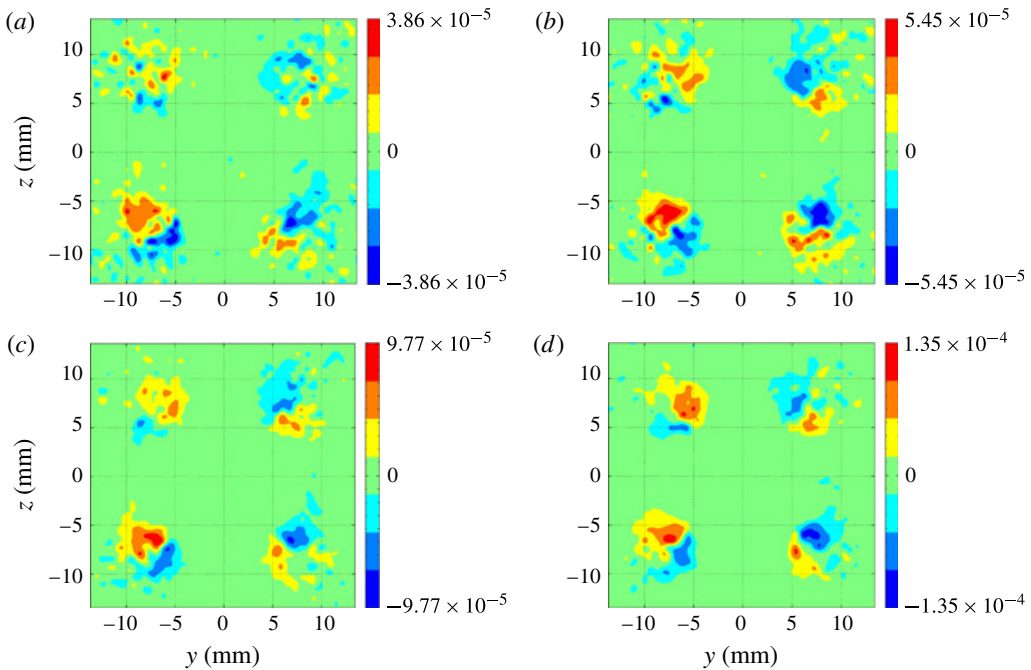 (a)
3.86 × 10⁻⁵
(b)
5.45 × 10⁻⁵
10
10
5
5
z (mm)
0
0
0
0
−5
−5
−10
−10
−3.86 × 10⁻⁵
−5.45 × 10⁻⁵
−10 −5 0 5 10
−10 −5 0 5 10
(c)
9.77 × 10⁻⁵
(d)
1.35 × 10⁻⁴
10
10
5
5
z (mm)
0
0
0
0
−5
−5
−10
−10
−9.77 × 10⁻⁵
−1.35 × 10⁻⁴
−10 −5 0 5 10
−10 −5 0 5 10
y (mm)
y (mm)